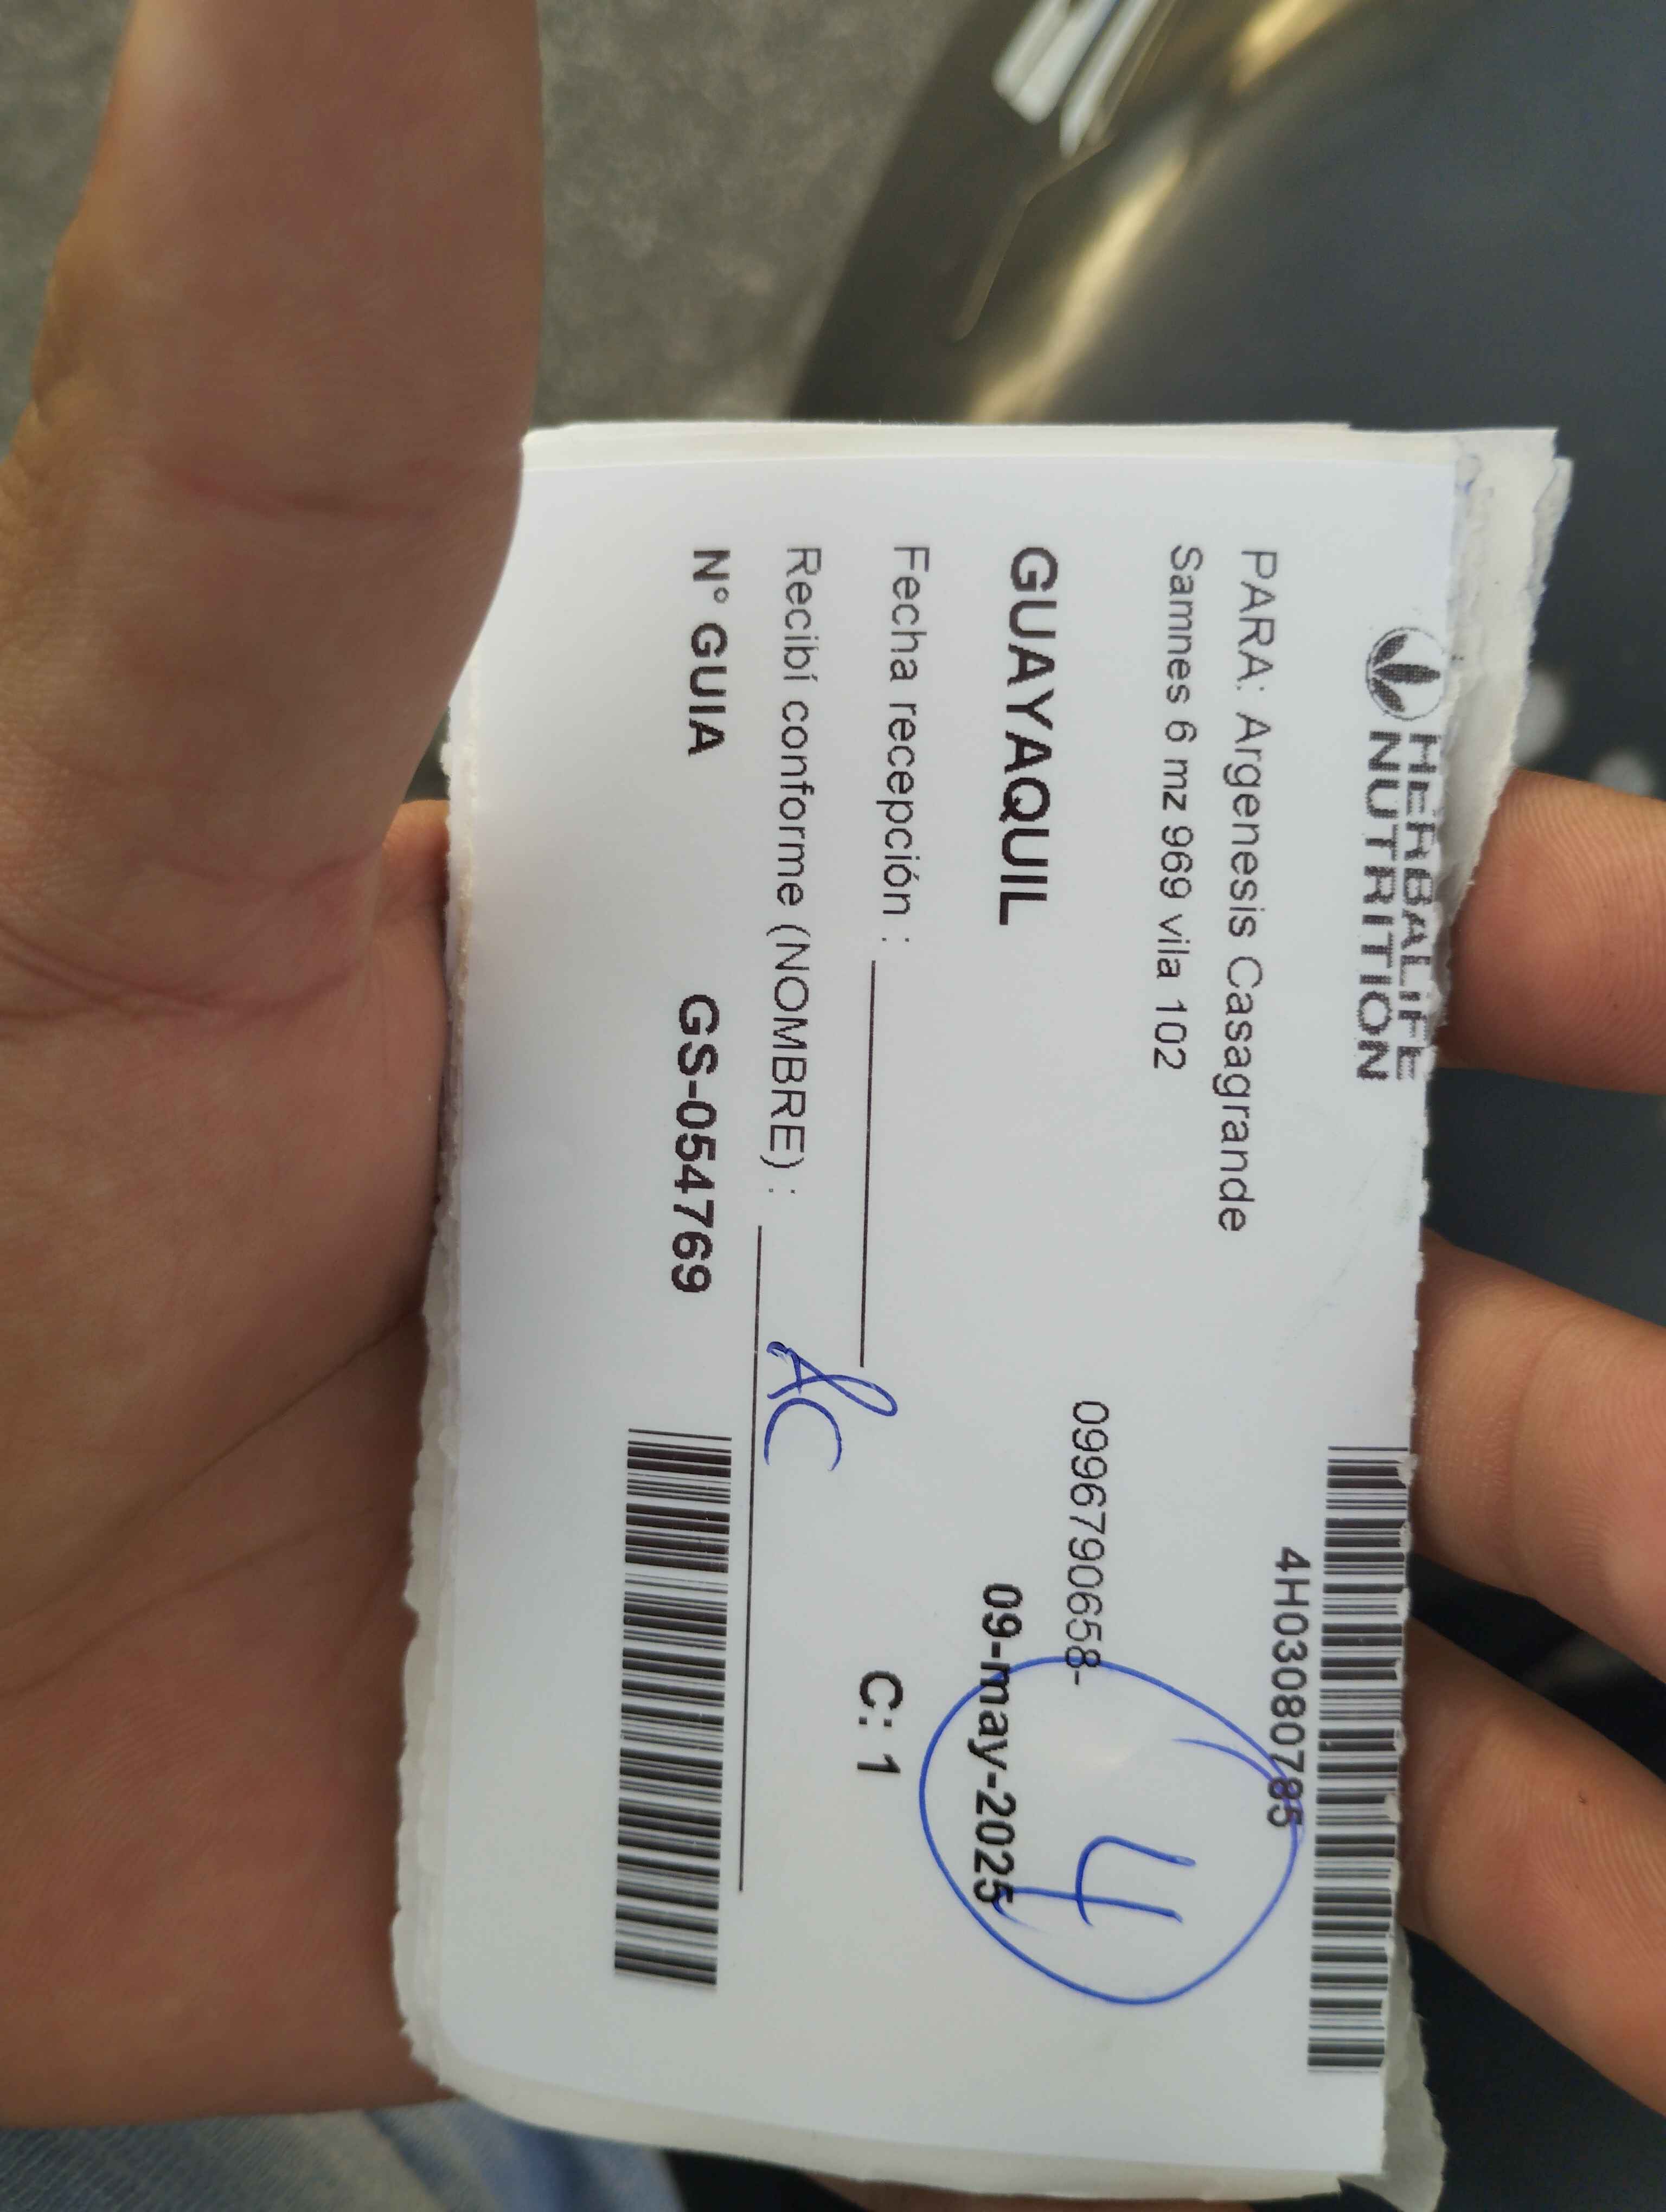 HERBALIFE
NUTRITION
4H03080785
PARA: Argenesis Casagrande
Samnes 6 mz 969 vila 102
0996790658-
4
GUAYAQUIL
09-may-2025
Fecha recepción :
C: 1
Recibí conforme (NOMBRE) : AC
N° GUIA GS-054769